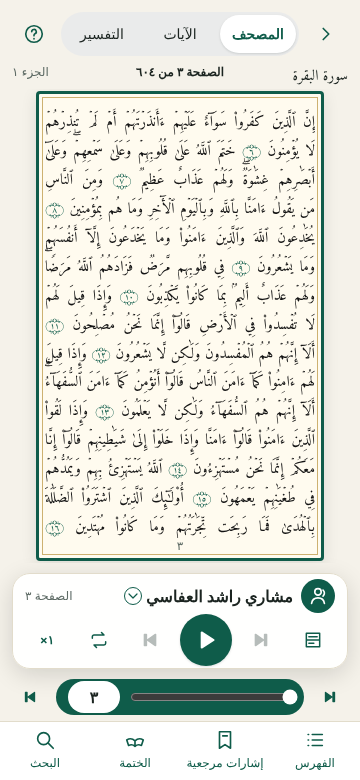 المصحف الآيات التفسير
سورة البقرة الصفحة ٣ من ٦٠٤ الجزء ١
إِنَّ ٱلَّذِينَ كَفَرُوا۟ سَوَآءٌ عَلَيْهِمْ ءَأَنذَرْتَهُمْ أَمْ لَمْ تُنذِرْهُمْ
لَا يُؤْمِنُونَ ٦ خَتَمَ ٱللَّهُ عَلَىٰ قُلُوبِهِمْ وَعَلَىٰ سَمْعِهِمْ ۖ وَعَلَىٰٓ
أَبْصَٰرِهِمْ غِشَٰوَةٌ ۖ وَلَهُمْ عَذَابٌ عَظِيمٌ ٧ وَمِنَ ٱلنَّاسِ
مَن يَقُولُ ءَامَنَّا بِٱللَّهِ وَبِٱلْيَوْمِ ٱلْءَاخِرِ وَمَا هُم بِمُؤْمِنِينَ ٨
يُخَٰدِعُونَ ٱللَّهَ وَٱلَّذِينَ ءَامَنُوا۟ وَمَا يَخْدَعُونَ إِلَّآ أَنفُسَهُمْ
وَمَا يَشْعُرُونَ ٩ فِى قُلُوبِهِم مَّرَضٌ فَزَادَهُمُ ٱللَّهُ مَرَضًا ۖ
وَلَهُمْ عَذَابٌ أَلِيمٌۢ بِمَا كَانُوا۟ يَكْذِبُونَ ١٠ وَإِذَا قِيلَ لَهُمْ
لَا تُفْسِدُوا۟ فِى ٱلْأَرْضِ قَالُوٓا۟ إِنَّمَا نَحْنُ مُصْلِحُونَ ١١
أَلَآ إِنَّهُمْ هُمُ ٱلْمُفْسِدُونَ وَلَٰكِن لَّا يَشْعُرُونَ ١٢ وَإِذَا قِيلَ
لَهُمْ ءَامِنُوا۟ كَمَآ ءَامَنَ ٱلنَّاسُ قَالُوٓا۟ أَنُؤْمِنُ كَمَآ ءَامَنَ ٱلسُّفَهَآءُ ۗ
أَلَآ إِنَّهُمْ هُمُ ٱلسُّفَهَآءُ وَلَٰكِن لَّا يَعْلَمُونَ ١٣ وَإِذَا لَقُوا۟
ٱلَّذِينَ ءَامَنُوا۟ قَالُوٓا۟ ءَامَنَّا وَإِذَا خَلَوْا۟ إِلَىٰ شَيَٰطِينِهِمْ قَالُوٓا۟ إِنَّا
مَعَكُمْ إِنَّمَا نَحْنُ مُسْتَهْزِءُونَ ١٤ ٱللَّهُ يَسْتَهْزِئُ بِهِمْ وَيَمُدُّهُمْ
فِى طُغْيَٰنِهِمْ يَعْمَهُونَ ١٥ أُو۟لَٰٓئِكَ ٱلَّذِينَ ٱشْتَرَوُا۟ ٱلضَّلَٰلَةَ
بِٱلْهُدَىٰ فَمَا رَبِحَت تِّجَٰرَتُهُمْ وَمَا كَانُوا۟ مُهْتَدِينَ ١٦
٣
مشاري راشد العفاسي الصفحة ٣
×١
٣
الفهرس إشارات مرجعية الختمة البحث